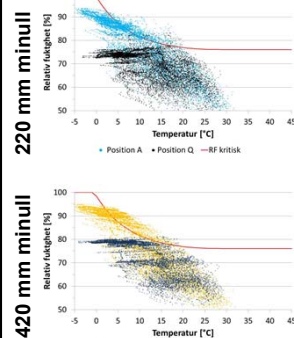 220 mm minull
Relativ fuktghet [%]
90
80
70
60
50
-5 0 5 10 15 20 25 30 35 40 45
Temperatur [°C]
Position A Position Q RF kritisk
420 mm minull
Relativ fuktghet [%]
100
90
80
70
60
50
-5 0 5 10 15 20 25 30 35 40 45
Temperatur [°C]